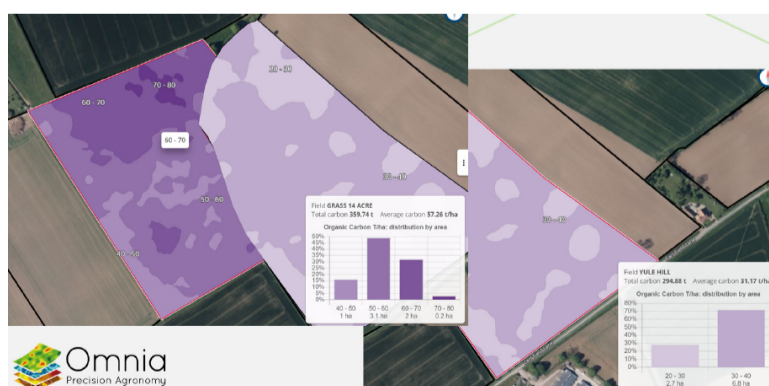 70 - 80
60 - 70
20 - 30
60 - 70
30 - 40
50 - 60
40 - 50
30 - 40
Field GRASS 14 ACRE
Total carbon 359.74 t Average carbon 57.26 t/ha
Organic Carbon T/ha: distribution by area
50%
45%
40%
35%
30%
25%
20%
15%
10%
5%
0%
40 - 50
50 - 60
60 - 70
70 - 80
1 ha
3.1 ha
2 ha
0.2 ha
Field YULE HILL
Total carbon 294.88 t Average carbon 31.17 t/ha
Organic Carbon T/ha: distribution by area
80%
70%
60%
50%
40%
30%
20%
10%
0%
20 - 30
30 - 40
2.7 ha
6.8 ha
Omnia
Precision Agronomy